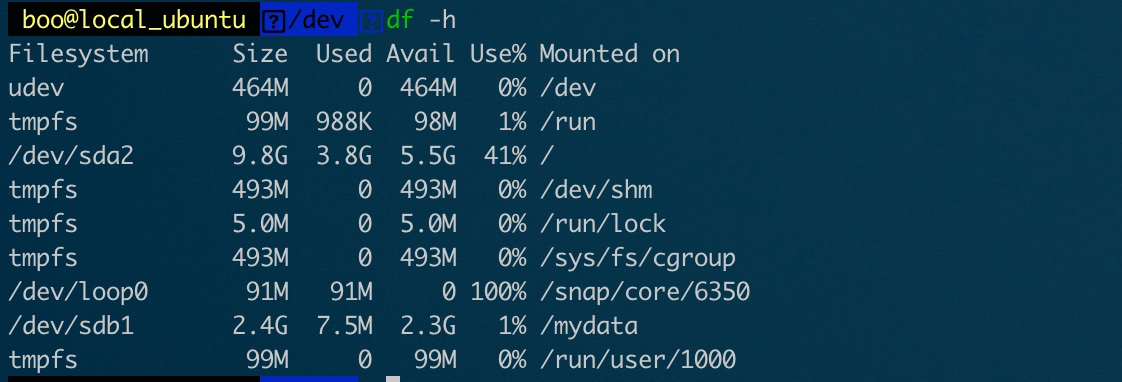 boo@local_ubuntu /dev df -h
Filesystem Size Used Avail Use% Mounted on
udev 464M 0 464M 0% /dev
tmpfs 99M 988K 98M 1% /run
/dev/sda2 9.8G 3.8G 5.5G 41% /
tmpfs 493M 0 493M 0% /dev/shm
tmpfs 5.0M 0 5.0M 0% /run/lock
tmpfs 493M 0 493M 0% /sys/fs/cgroup
/dev/loop0 91M 91M 0 100% /snap/core/6350
/dev/sdb1 2.4G 7.5M 2.3G 1% /mydata
tmpfs 99M 0 99M 0% /run/user/1000